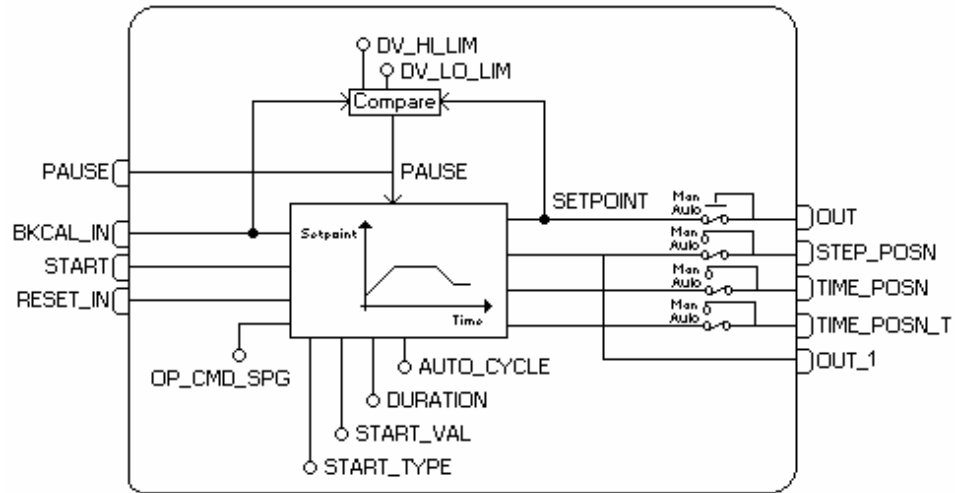 DV_HI_LIM
DV_LO_LIM
Compare
PAUSE
PAUSE
SETPOINT
Man
Auto
OUT
BKCAL_IN
Setpoint
START
Man
Auto
STEP_POSN
RESET_IN
Man
Auto
TIME_POSN
Time
Man
Auto
TIME_POSN_T
OP_CMD_SPG
AUTO_CYCLE
OUT_1
DURATION
START_VAL
START_TYPE